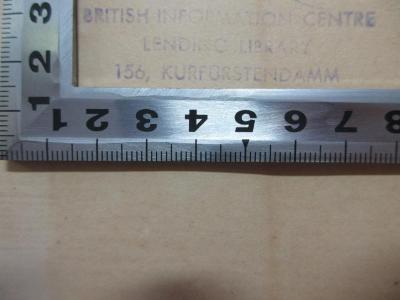 BRITISH INFORMATION CENTRE
LENDING LIBRARY
156, KURFÜRSTENDAMM
3
2
1
1 2 3 4 5 6 7 8